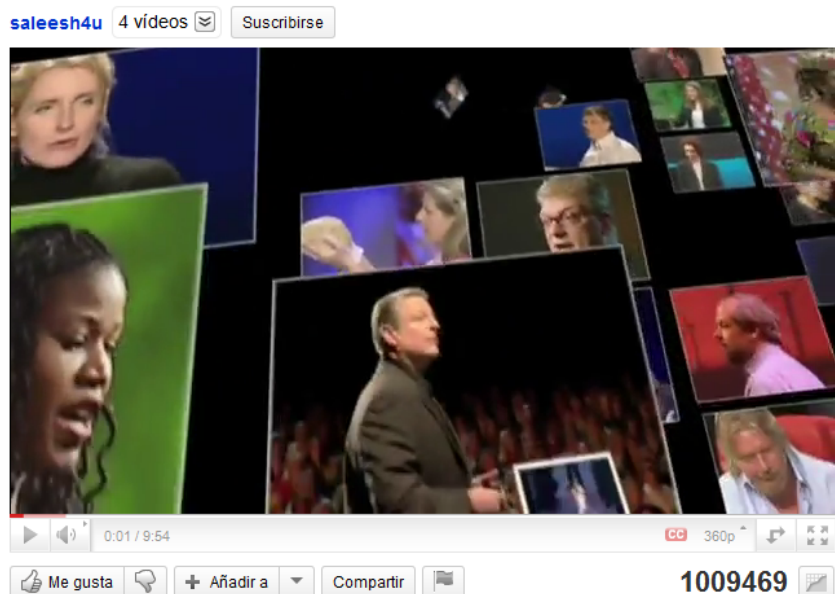 saleesh4u 4 vídeos Suscribirse
0:01 / 9:54 CC 360p
Me gusta + Añadir a Compartir 1009469